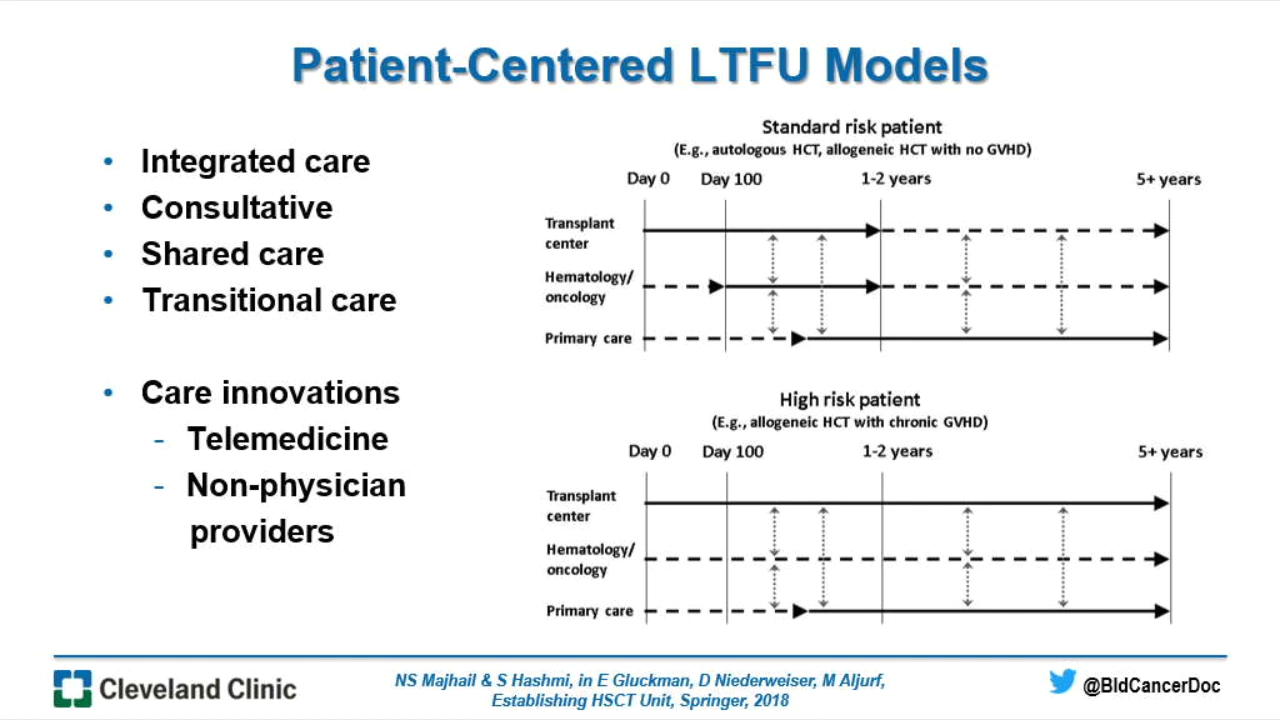 Patient-Centered LTFU Models
• Integrated care
• Consultative
• Shared care
• Transitional care
• Care innovations
- Telemedicine
- Non-physician
providers
Standard risk patient
(E.g., autologous HCT, allogeneic HCT with no GVHD)
Day 0 Day 100 1-2 years 5+ years
Transplant
center
Hematology/
oncology
Primary care
High risk patient
(E.g., allogeneic HCT with chronic GVHD)
Day 0 Day 100 1-2 years 5+ years
Transplant
center
Hematology/
oncology
Primary care
Cleveland Clinic
NS Majhail & S Hashmi, in E Gluckman, D Niederweiser, M Aljurf,
Establishing HSCT Unit, Springer, 2018
@BldCancerDoc